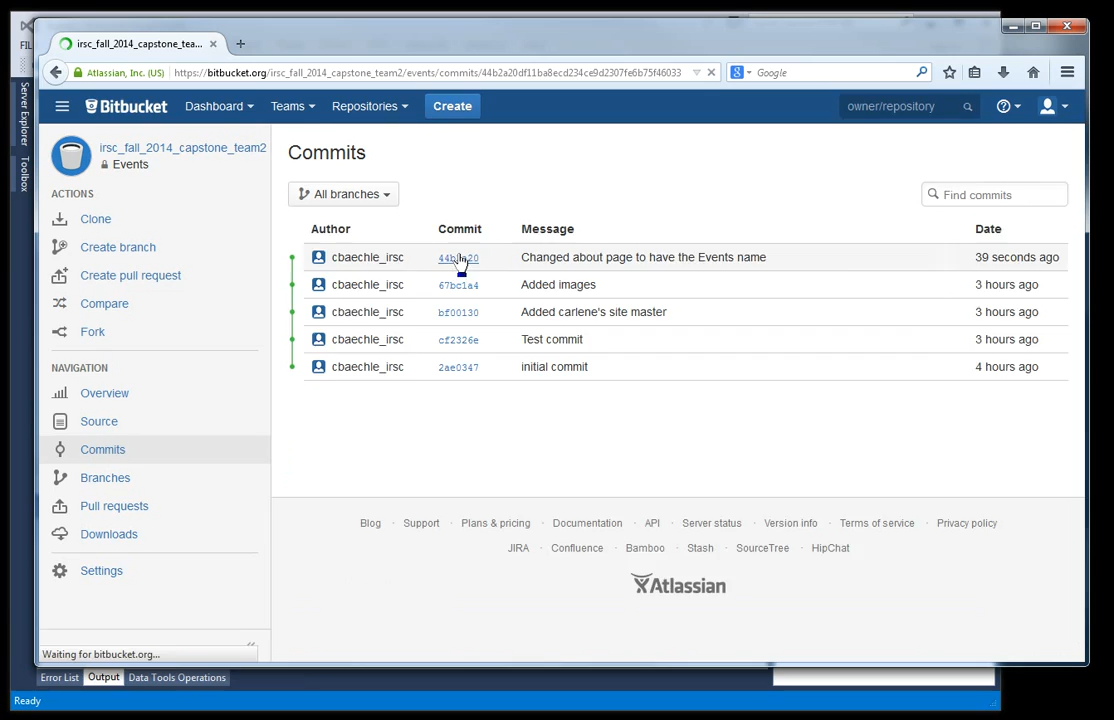 FIL
irsc_fall_2014_capstone_tea...
Atlassian, Inc. (US)
https://bitbucket.org/irsc_fall_2014_capstone_team2/events/commits/44b2a20df11ba8ecd234ce9d2307fe6b75f46033
Google
Server Explorer
Toolbox
Bitbucket
Dashboard
Teams
Repositories
Create
owner/repository
irsc_fall_2014_capstone_team2
Events
ACTIONS
Clone
Create branch
Create pull request
Compare
Fork
NAVIGATION
Overview
Source
Commits
Branches
Pull requests
Downloads
Settings
Commits
All branches
Find commits
Author Commit Message Date
cbaechle_irsc Changed about page to have the Events name 39 seconds ago
cbaechle_irsc 67bc1a4 Added images 3 hours ago
cbaechle_irsc bf00130 Added carlene's site master 3 hours ago
cbaechle_irsc cf2326e Test commit 3 hours ago
cbaechle_irsc 2ae0347 initial commit 4 hours ago
Blog Support Plans & pricing Documentation API Server status Version info Terms of service Privacy policy
JIRA Confluence Bamboo Stash SourceTree HipChat
Atlassian
Waiting for bitbucket.org...
Error List Output Data Tools Operations
Ready